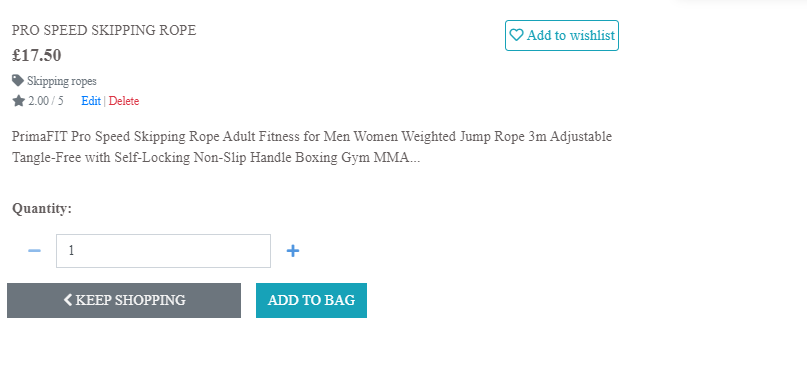 PRO SPEED SKIPPING ROPE
Add to wishlist
£17.50
Skipping ropes
2.00 / 5 Edit | Delete
PrimaFIT Pro Speed Skipping Rope Adult Fitness for Men Women Weighted Jump Rope 3m Adjustable
Tangle-Free with Self-Locking Non-Slip Handle Boxing Gym MMA...
Quantity:
− 1 +
KEEP SHOPPING ADD TO BAG